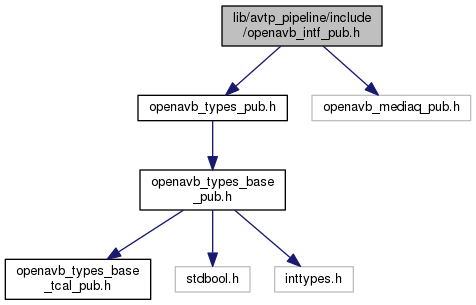 lib/avtp_pipeline/include
/openavb_intf_pub.h
openavb_types_pub.h
openavb_mediaq_pub.h
openavb_types_base
_pub.h
openavb_types_base
_tcal_pub.h
stdbool.h
inttypes.h